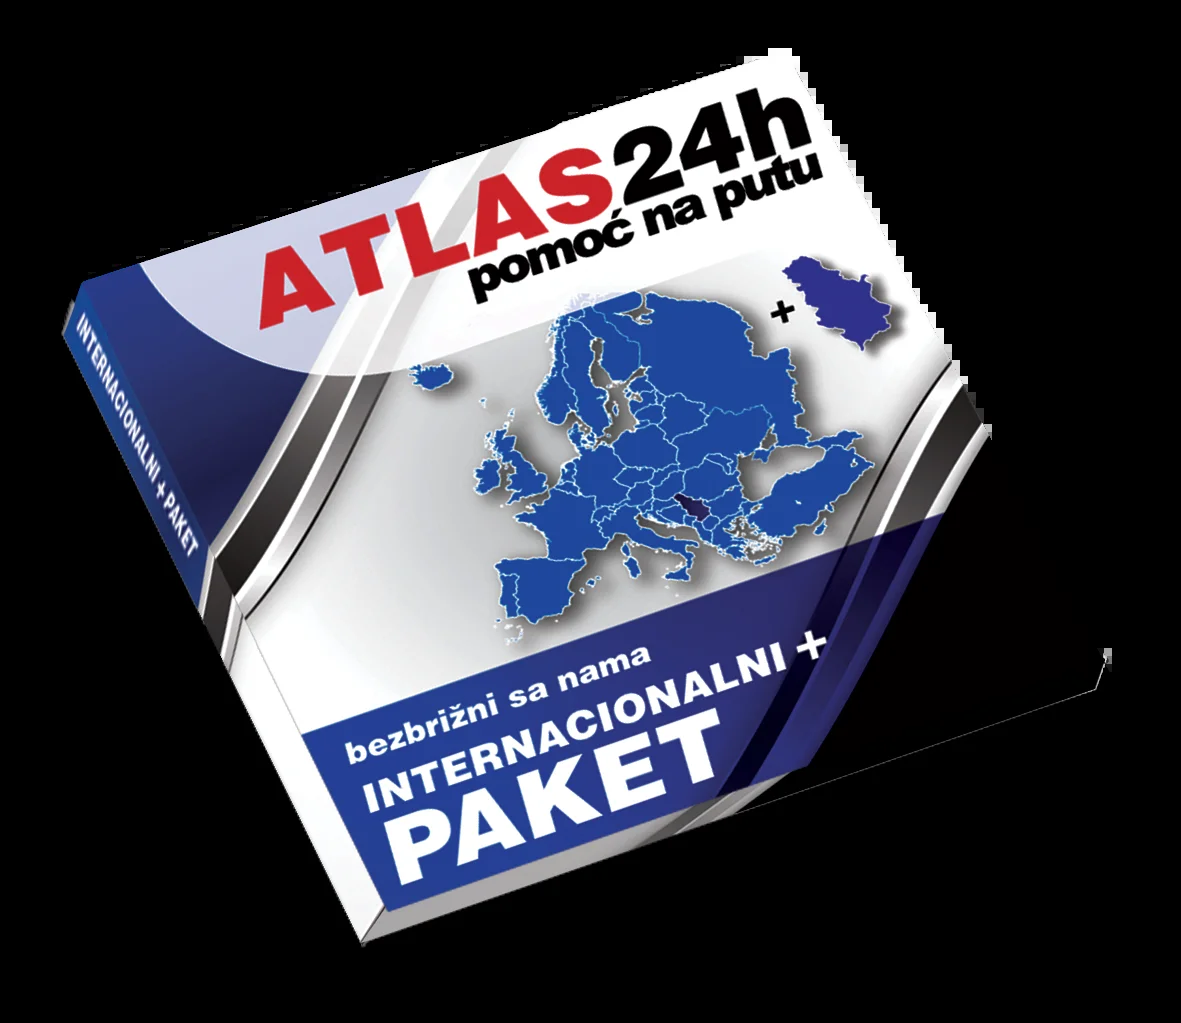 ATLAS24h
pomoć na putu
+
bezbrižni sa nama
INTERNACIONALNI +
PAKET
INTERNACIONALNI + PAKET